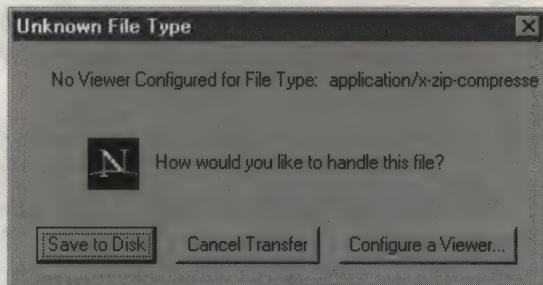 Unknown File Type
No Viewer Configured for File Type: application/x-zip-compresse
N
How would you like to handle this file?
Save to Disk
Cancel Transfer
Configure a Viewer...